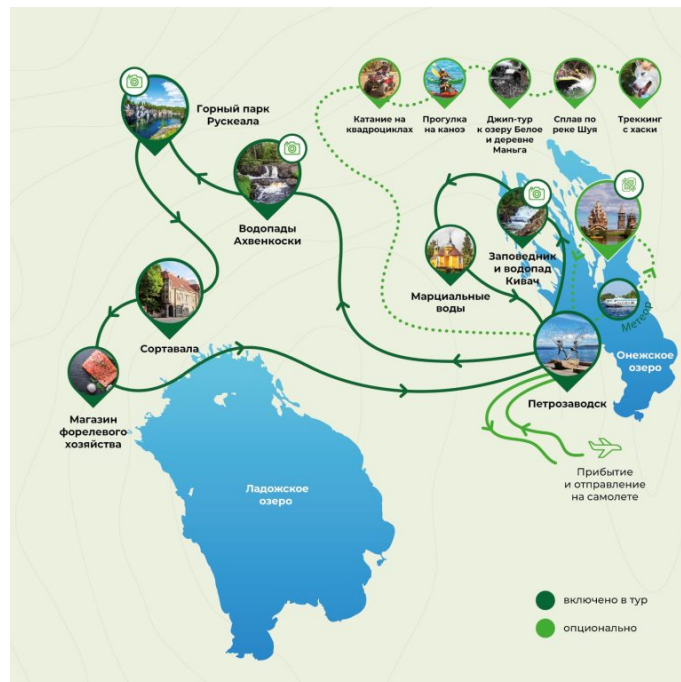 Горный парк
Рускеала
Водопады
Ахвенкоски
Катание на
квадроциклах
Прогулка
на каноэ
Джип-тур
к озеру Белое
и деревне
Маньга
Сплав по
реке Шуя
Треккинг
с хаски
Заповедник
и водопад
Кивач
Марциальные
воды
Метеор
Сортавала
Онежское
озеро
Петрозаводск
Магазин
форелевого
хозяйства
Прибытие
и отправление
на самолете
Ладожское
озеро
включено в тур
опционально